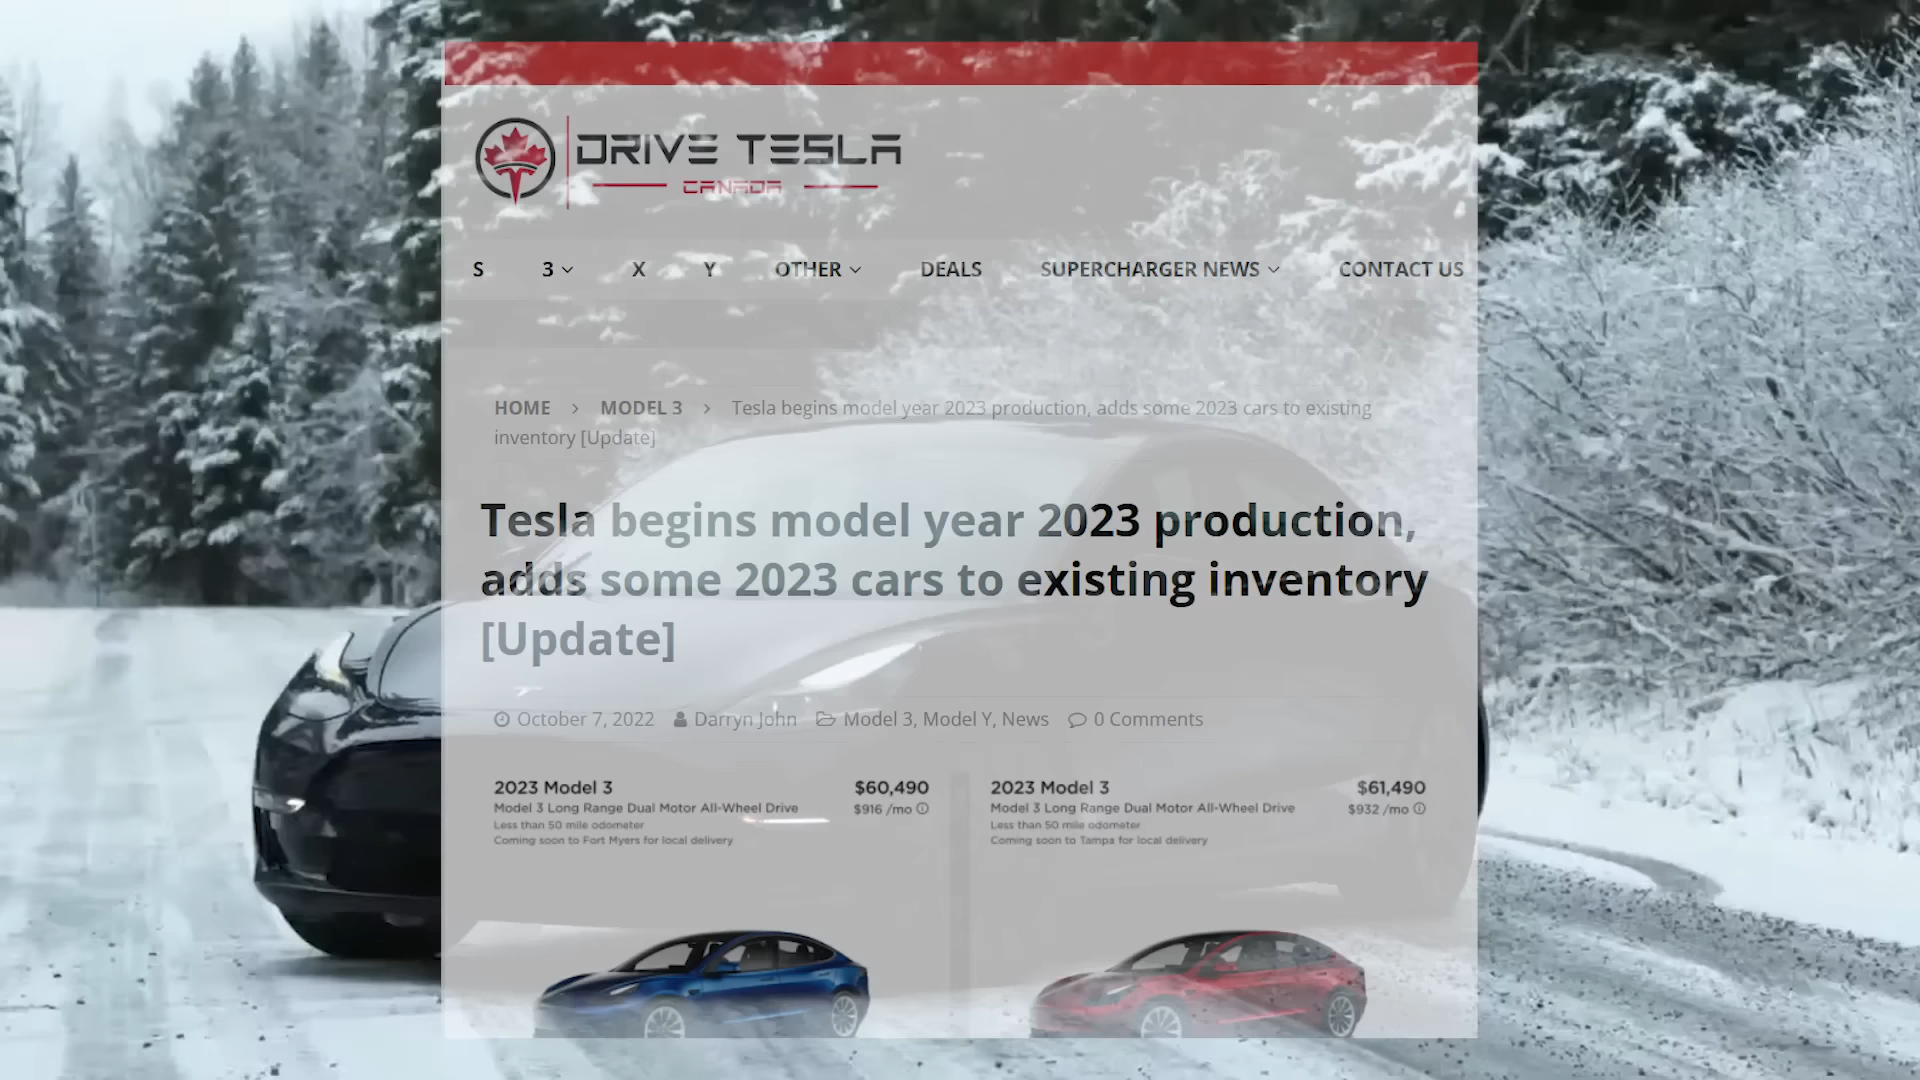 DRIVE TESLA
CANADA
S 3 X Y OTHER DEALS SUPERCHARGER NEWS CONTACT US
HOME > MODEL 3 > Tesla begins model year 2023 production, adds some 2023 cars to existing
inventory [Update]
Tesla begins model year 2023 production,
adds some 2023 cars to existing inventory
[Update]
October 7, 2022 Darryn John Model 3, Model Y, News 0 Comments
2023 Model 3 $60,490
Model 3 Long Range Dual Motor All-Wheel Drive $916 /mo
Less than 50 mile odometer
Coming soon to Fort Myers for local delivery
2023 Model 3 $61,490
Model 3 Long Range Dual Motor All-Wheel Drive $932 /mo
Less than 50 mile odometer
Coming soon to Tampa for local delivery